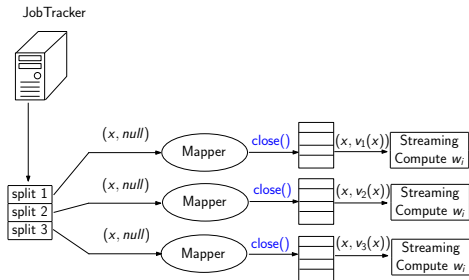 JobTracker
(x, null)
Mapper
close()
(x, v₁(x))
Streaming
Compute wᵢ
split 1
split 2
split 3
(x, null)
Mapper
close()
(x, v₂(x))
Streaming
Compute wᵢ
(x, null)
Mapper
close()
(x, v₃(x))
Streaming
Compute wᵢ